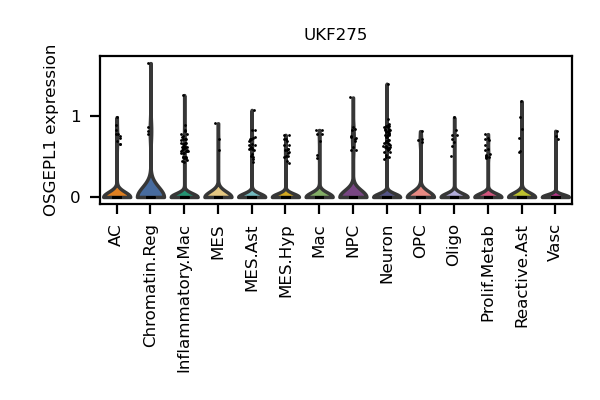 UKF275
OSGEPL1 expression
1
0
AC
Chromatin.Reg
Inflammatory.Mac
MES
MES.Ast
MES.Hyp
Mac
NPC
Neuron
OPC
Oligo
Prolif.Metab
Reactive.Ast
Vasc